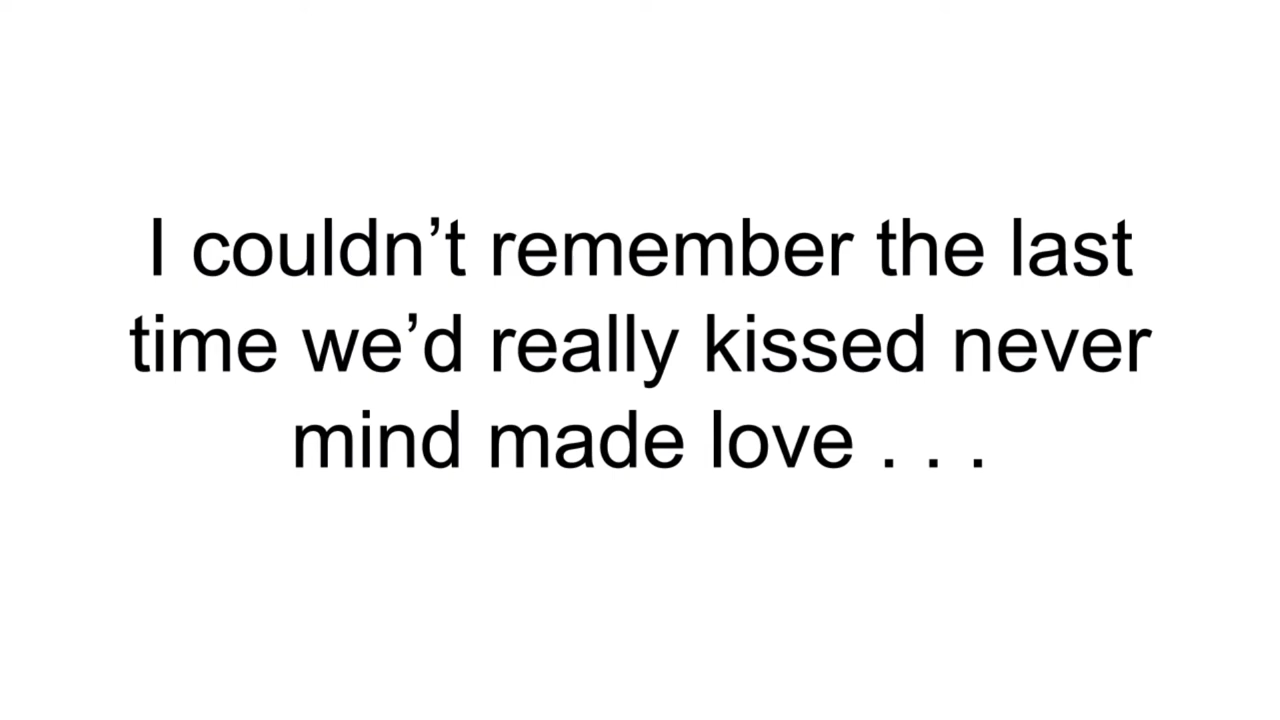 I couldn’t remember the last
time we’d really kissed never
mind made love . . .